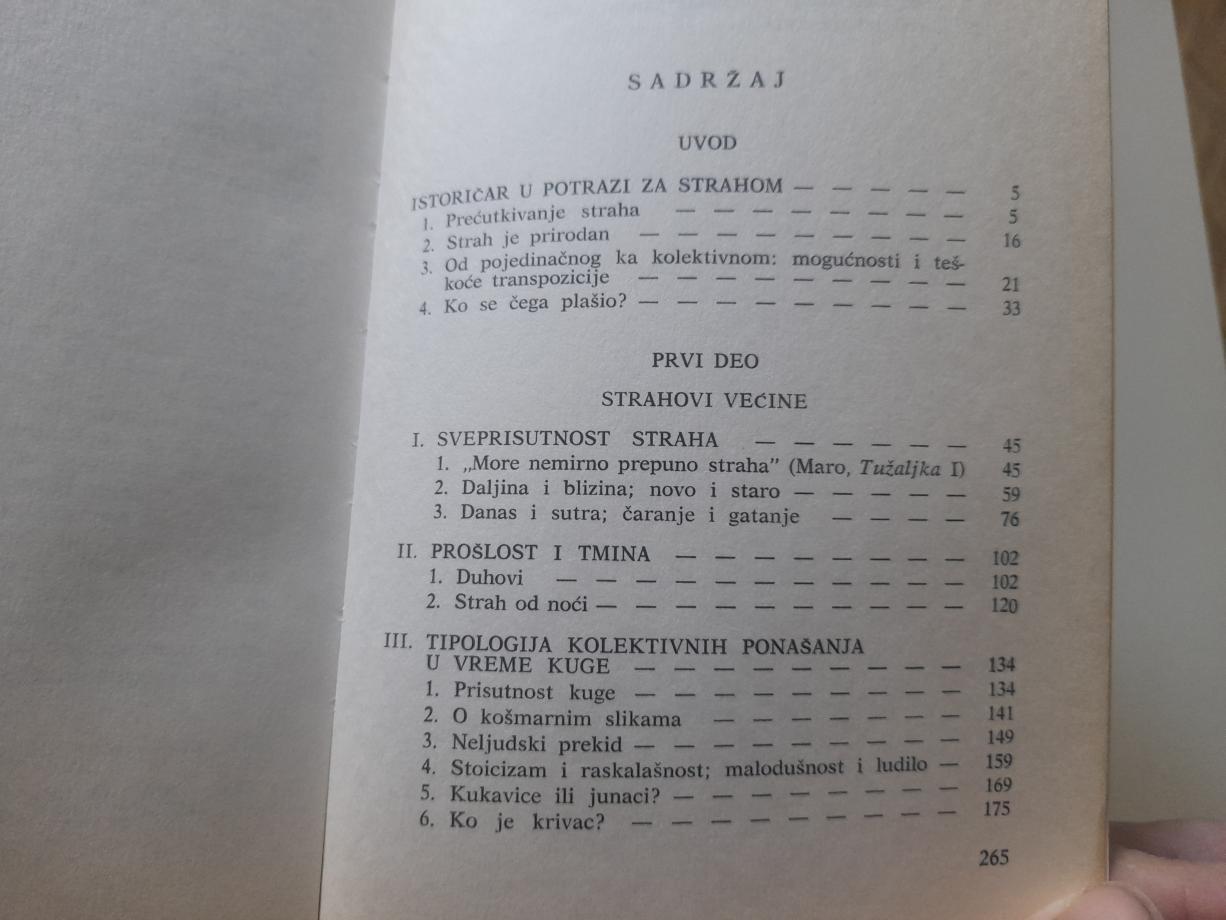 SADRŽAJ
UVOD
ISTORIČAR U POTRAZI ZA STRAHOM — — — — — 5
1. Prećutkivanje straha — — — — — — — — 5
2. Strah je prirodan — — — — — — — — — 16
3. Od pojedinačnog ka kolektivnom: mogućnosti i teš-
koće transpozicije — — — — — — — — — 21
4. Ko se čega plašio? — — — — — — — — — 33
PRVI DEO
STRAHOVI VEĆINE
I. SVEPRISUTNOST STRAHA — — — — — — 45
1. „More nemirno prepuno straha” (Maro, Tužaljka I) 45
2. Daljina i blizina; novo i staro — — — — — 59
3. Danas i sutra; čaranje i gatanje — — — — 76
II. PROŠLOST I TMINA — — — — — — — — 102
1. Duhovi — — — — — — — — — — — 102
2. Strah od noći — — — — — — — — — — 120
III. TIPOLOGIJA KOLEKTIVNIH PONAŠANJA
U VREME KUGE — — — — — — — — — 134
1. Prisutnost kuge — — — — — — — — — 134
2. O košmarnim slikama — — — — — — — 141
3. Neljudski prekid — — — — — — — — — 149
4. Stoicizam i raskalašnost; malodušnost i ludilo — 159
5. Kukavice ili junaci? — — — — — — — — 169
6. Ko je krivac? — — — — — — — — — 175
265